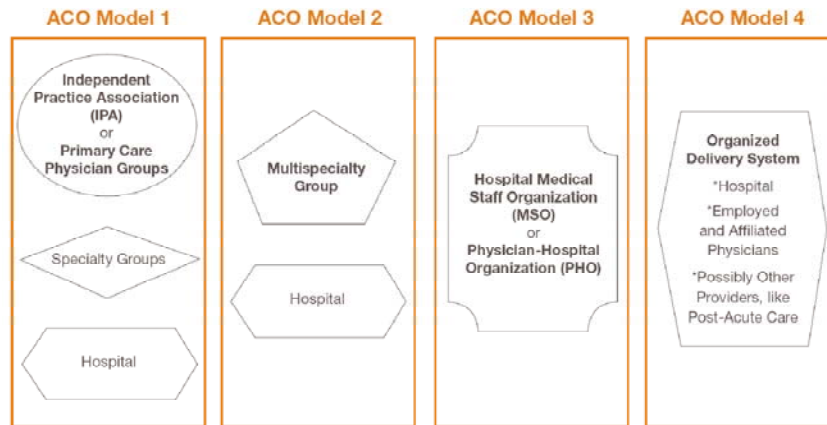 ACO Model 1
Independent
Practice Association
(IPA)
or
Primary Care
Physician Groups
Specialty Groups
Hospital
ACO Model 2
Multispecialty
Group
Hospital
ACO Model 3
Hospital Medical
Staff Organization
(MSO)
or
Physician-Hospital
Organization (PHO)
ACO Model 4
Organized
Delivery System
*Hospital
*Employed
and Affiliated
Physicians
*Possibly Other
Providers, like
Post-Acute Care